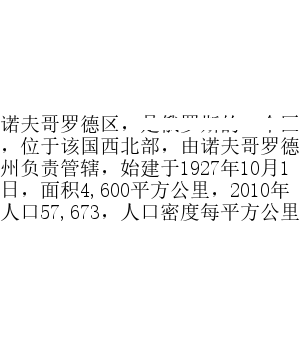 诺夫哥罗德区，是俄罗斯的一个区
，位于该国西北部，由诺夫哥罗德
州负责管辖，始建于1927年10月1
日，面积4,600平方公里，2010年
人口57,673，人口密度每平方公里